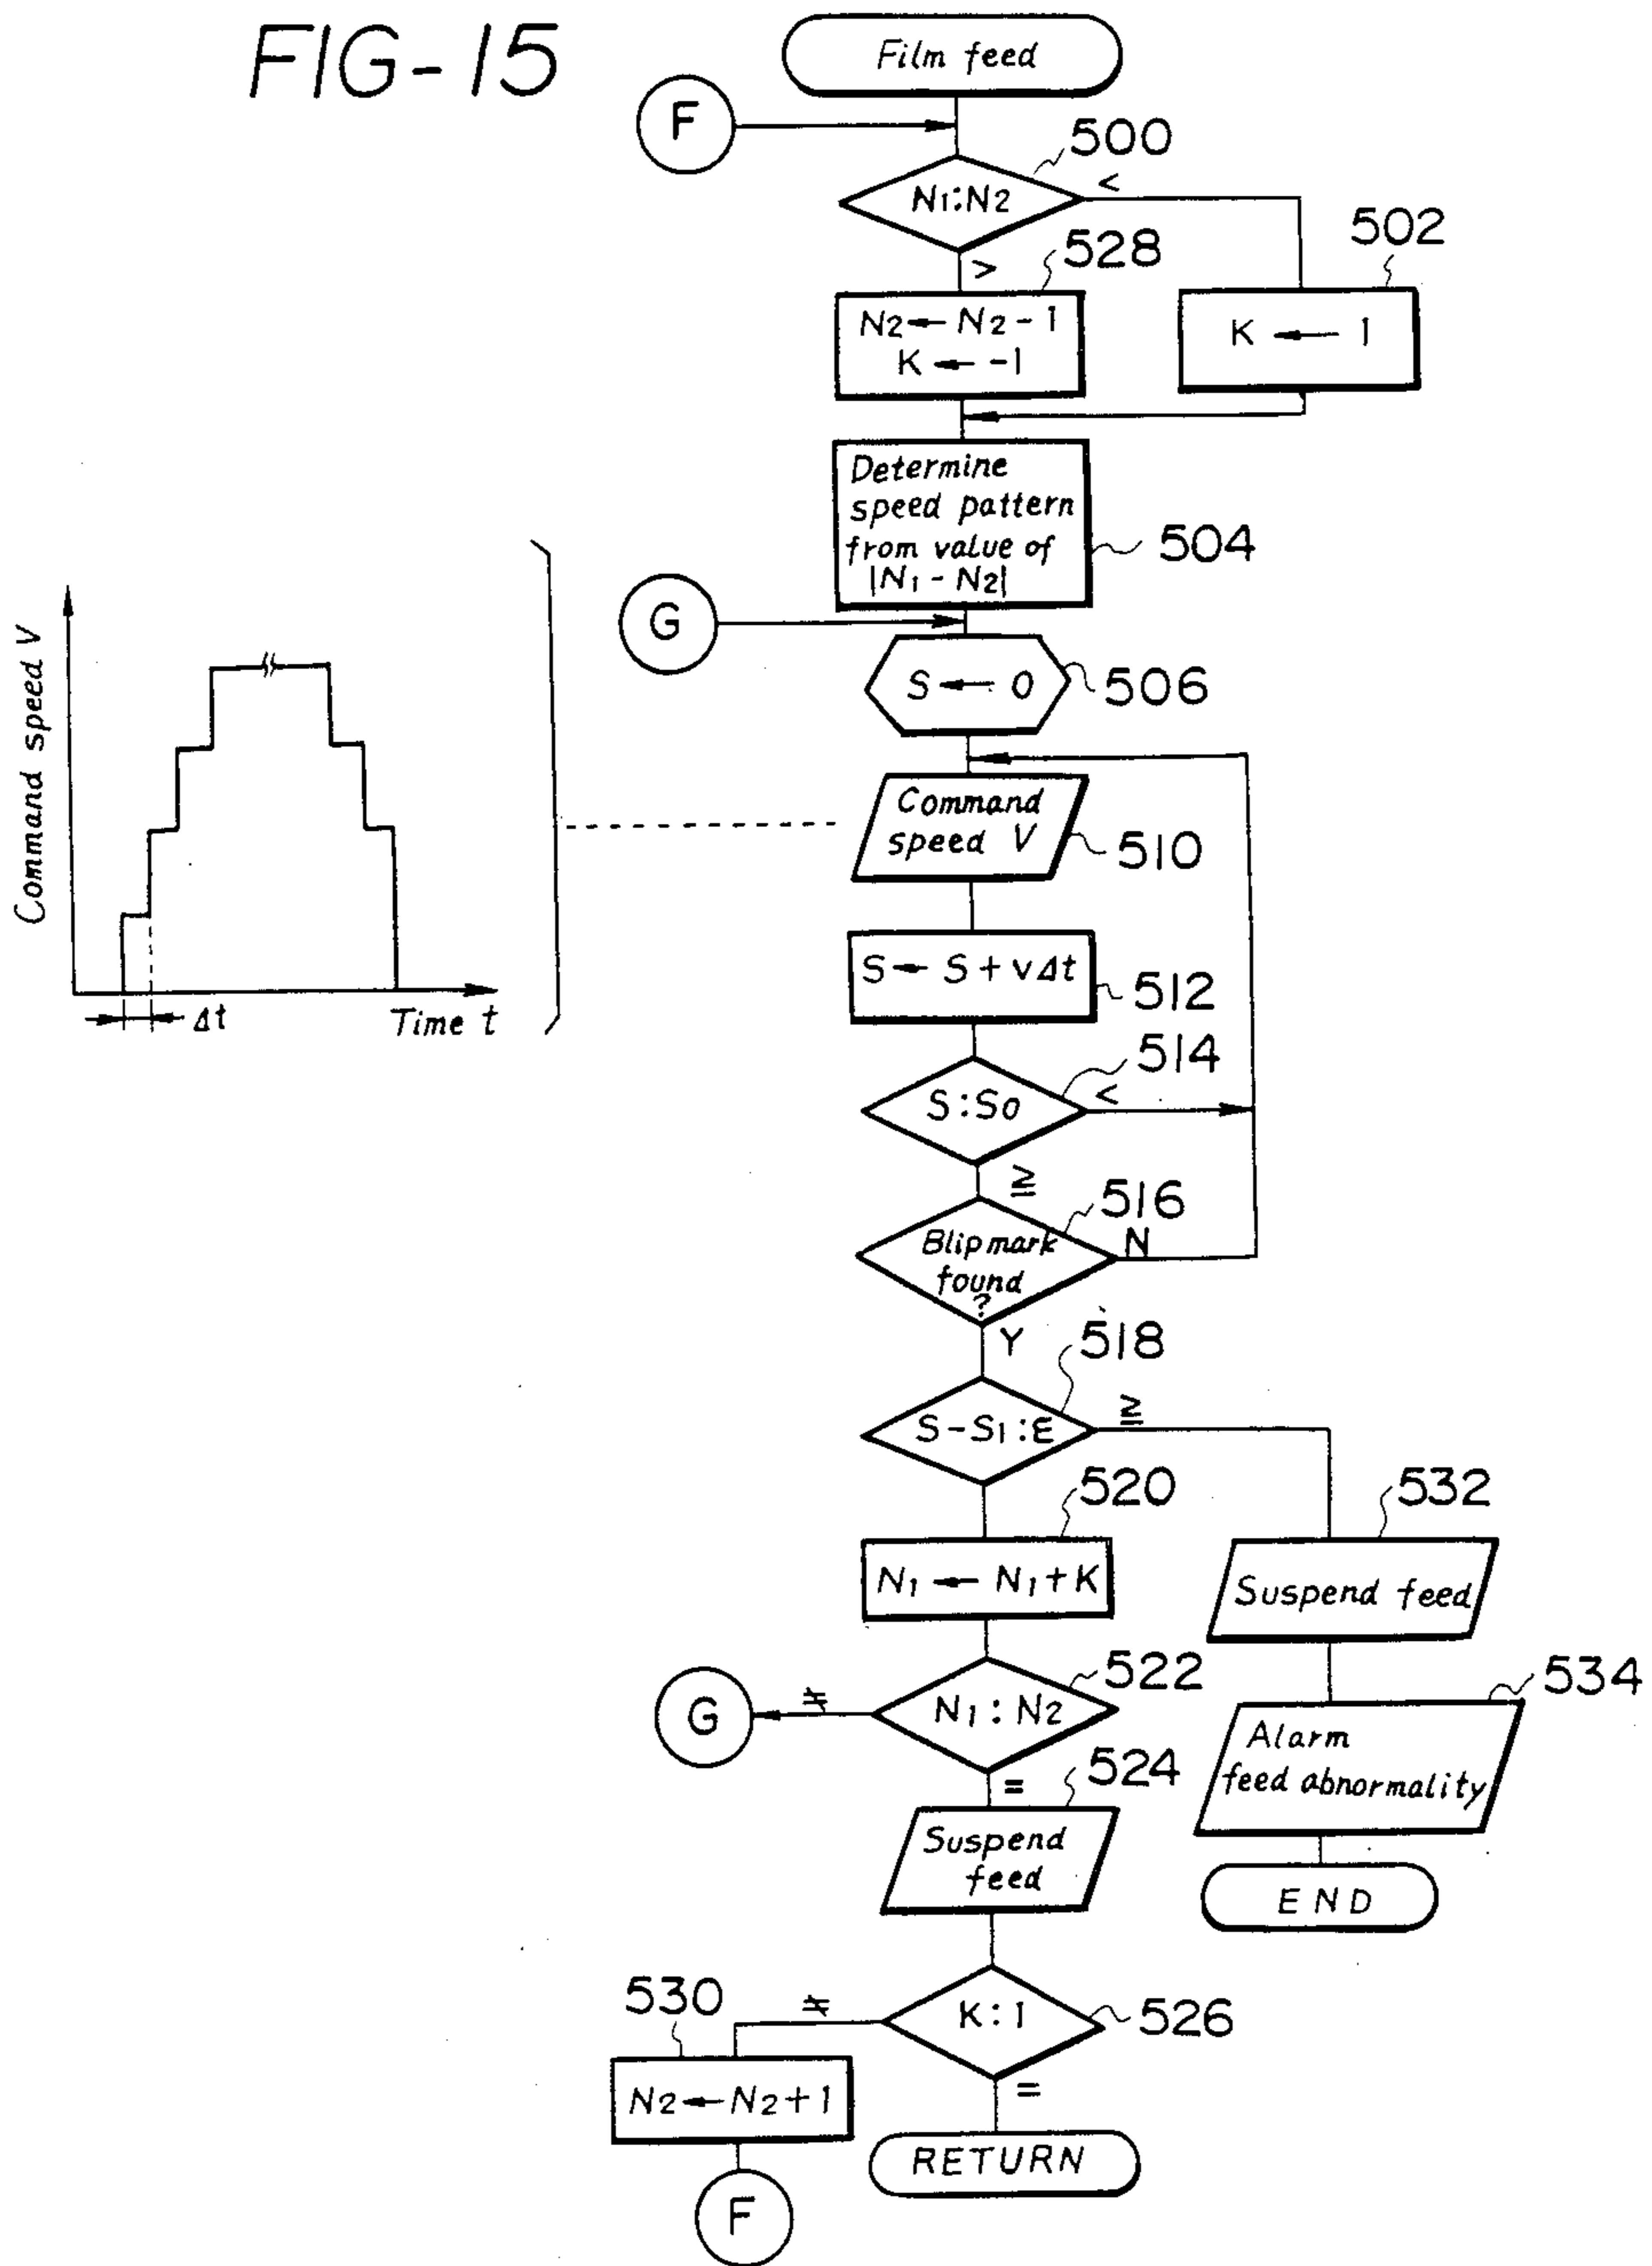 FIG-15
Film feed
F
500
N1:N2
<
>
528
502
N2 ← N2 - 1
K ← -1
K ← 1
Determine
speed pattern
from value of
|N1 - N2|
504
G
S ← 0
506
Command speed V
Δt
Time t
Command
speed V
510
S ← S + vΔt
512
514
S : S0
<
≧
516
Blip mark
found
?
N
Y
518
S - S1 : ε
≧
520
532
N1 ← N1 + K
Suspend feed
522
534
G
≠
N1 : N2
=
Alarm
feed abnormality
524
Suspend
feed
END
530
≠
K : 1
526
=
N2 ← N2 + 1
RETURN
F